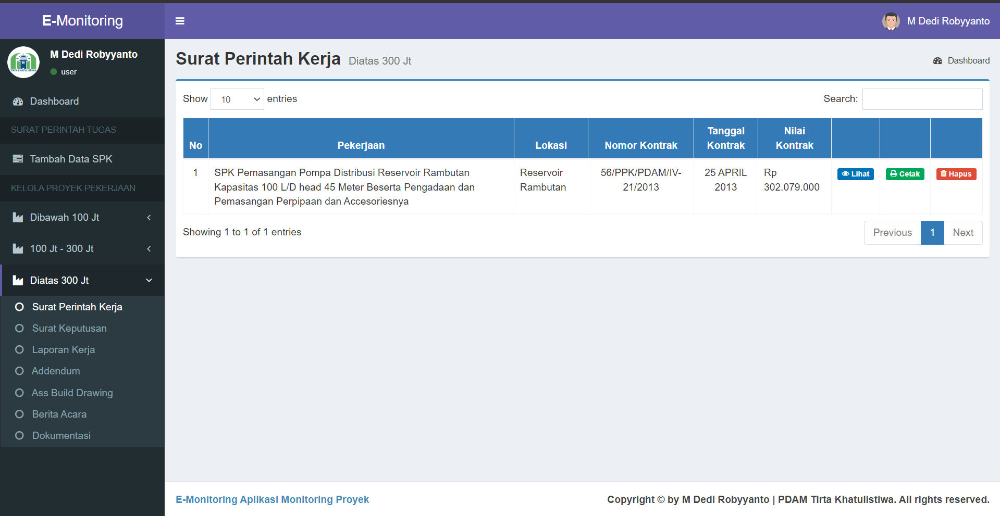 E-Monitoring
M Dedi Robyyanto
M Dedi Robyyanto
user
Dashboard
SURAT PERINTAH TUGAS
Tambah Data SPK
KELOLA PROYEK PEKERJAAN
Dibawah 100 Jt
100 Jt - 300 Jt
Diatas 300 Jt
Surat Perintah Kerja
Surat Keputusan
Laporan Kerja
Addendum
Ass Build Drawing
Berita Acara
Dokumentasi
Surat Perintah Kerja Diatas 300 Jt
Dashboard
Show 10 entries
Search:
No Pekerjaan Lokasi Nomor Kontrak Tanggal Kontrak Nilai Kontrak
1 SPK Pemasangan Pompa Distribusi Reservoir Rambutan
Kapasitas 100 L/D head 45 Meter Beserta Pengadaan dan
Pemasangan Perpipaan dan Accesoriesnya
Reservoir
Rambutan
56/PPK/PDAM/IV-
21/2013
25 APRIL
2013
Rp
302.079.000
Lihat
Cetak
Hapus
Showing 1 to 1 of 1 entries
Previous 1 Next
E-Monitoring Aplikasi Monitoring Proyek
Copyright © by M Dedi Robyyanto | PDAM Tirta Khatulistiwa. All rights reserved.
TIRTA KHATULISTIWA